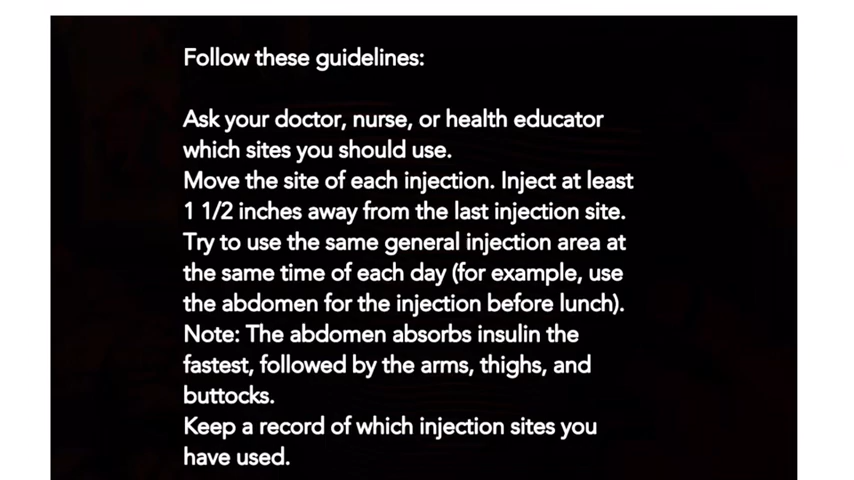 Follow these guidelines:
Ask your doctor, nurse, or health educator
which sites you should use.
Move the site of each injection. Inject at least
1 1/2 inches away from the last injection site.
Try to use the same general injection area at
the same time of each day (for example, use
the abdomen for the injection before lunch).
Note: The abdomen absorbs insulin the
fastest, followed by the arms, thighs, and
buttocks.
Keep a record of which injection sites you
have used.